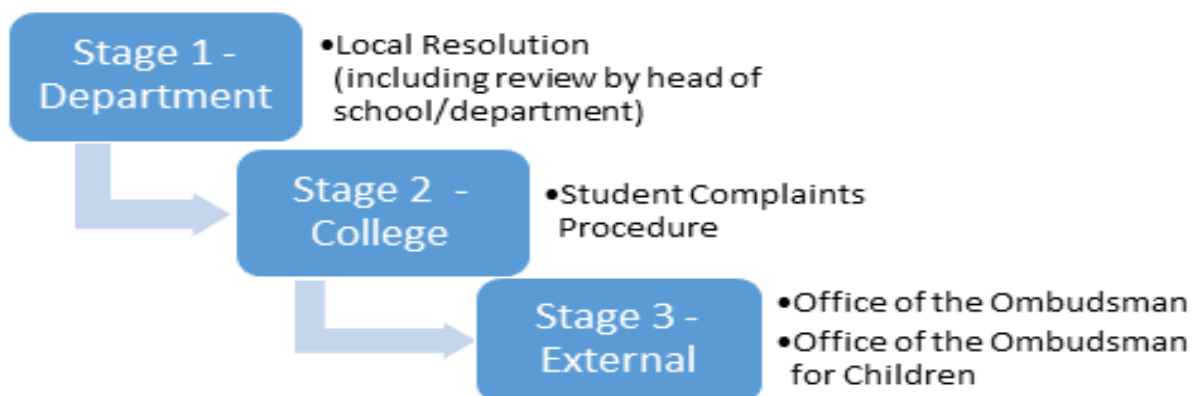 Stage 1 -
Department
•Local Resolution
(including review by head of
school/department)
Stage 2 -
College
•Student Complaints
Procedure
Stage 3 -
External
•Office of the Ombudsman
•Office of the Ombudsman
for Children